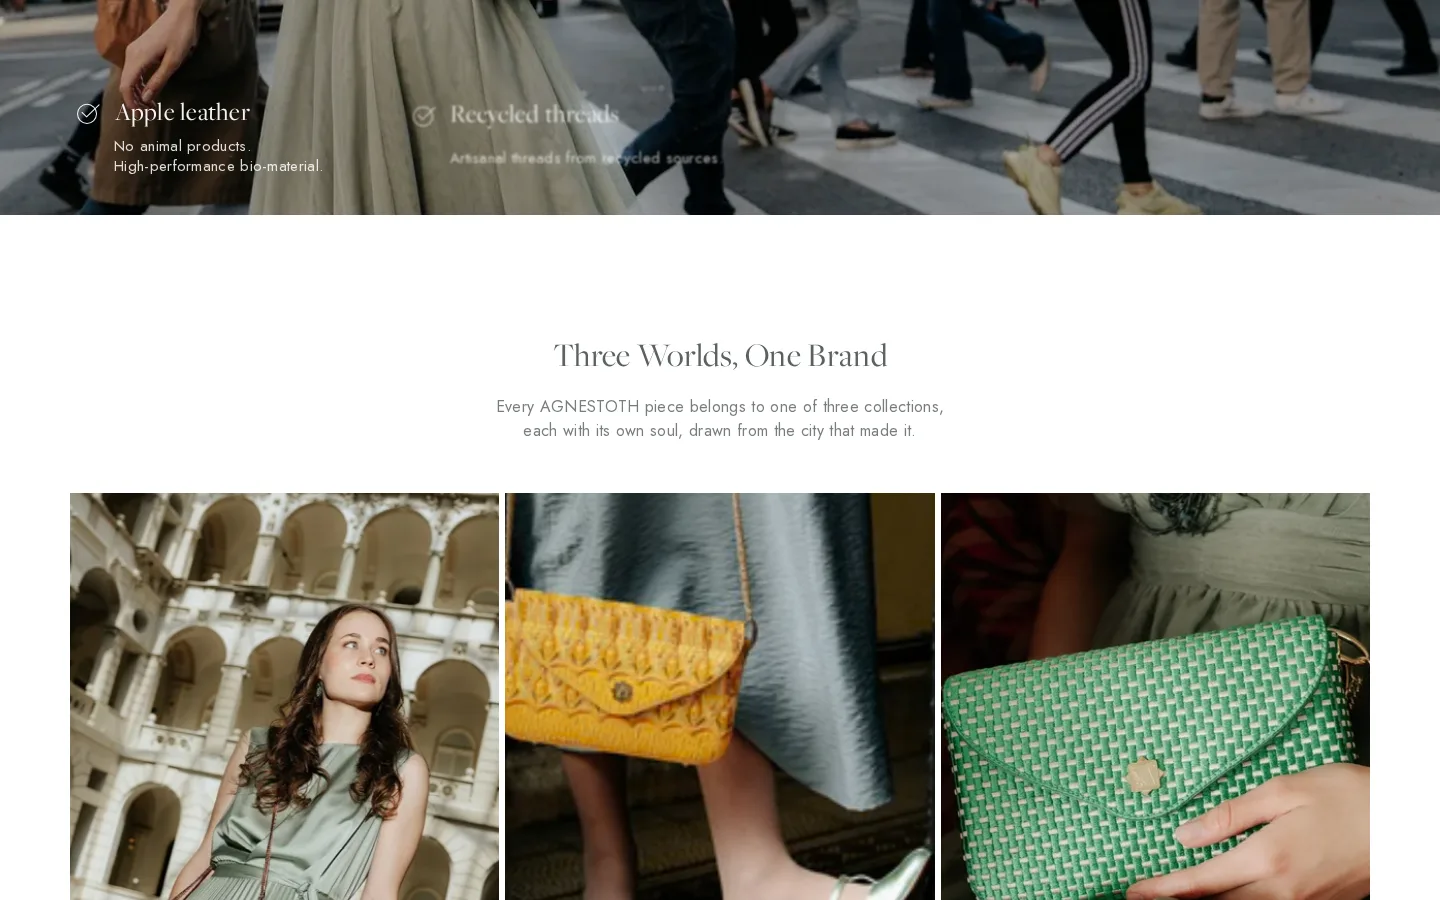 Apple leather
No animal products.
High-performance bio-material.
Recycled threads
Artisanal threads from recycled sources
Three Worlds, One Brand
Every AGNESTOTH piece belongs to one of three collections,
each with its own soul, drawn from the city that made it.